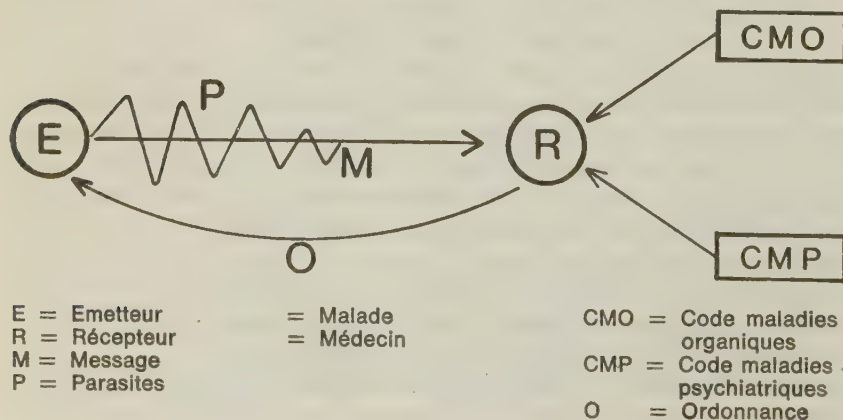 CMO
P
E
R
M
O
CMP
E = Emetteur = Malade
R = Récepteur = Médecin
M = Message
P = Parasites
CMO = Code maladies
organiques
CMP = Code maladies
psychiatriques
O = Ordonnance